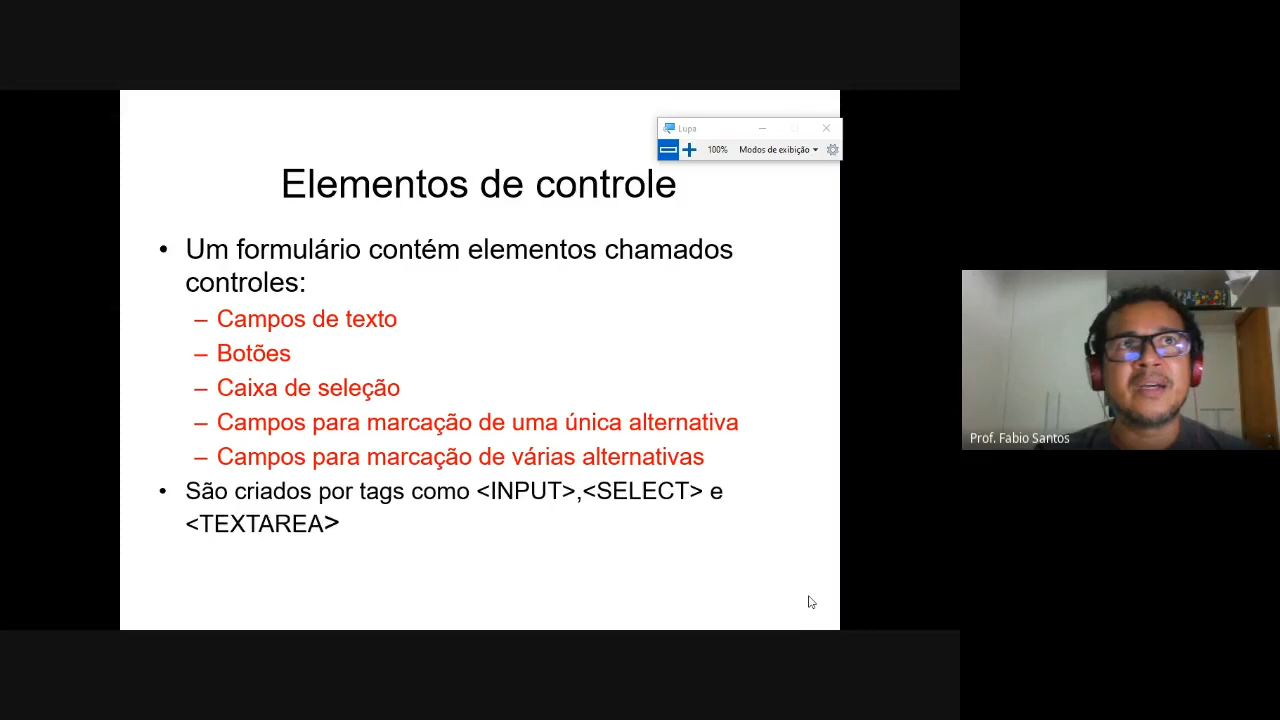 Lupa
100% Modos de exibição
Elementos de controle
• Um formulário contém elementos chamados
controles:
– Campos de texto
– Botões
– Caixa de seleção
– Campos para marcação de uma única alternativa
– Campos para marcação de várias alternativas
• São criados por tags como <INPUT>,<SELECT> e
<TEXTAREA>
Prof. Fabio Santos